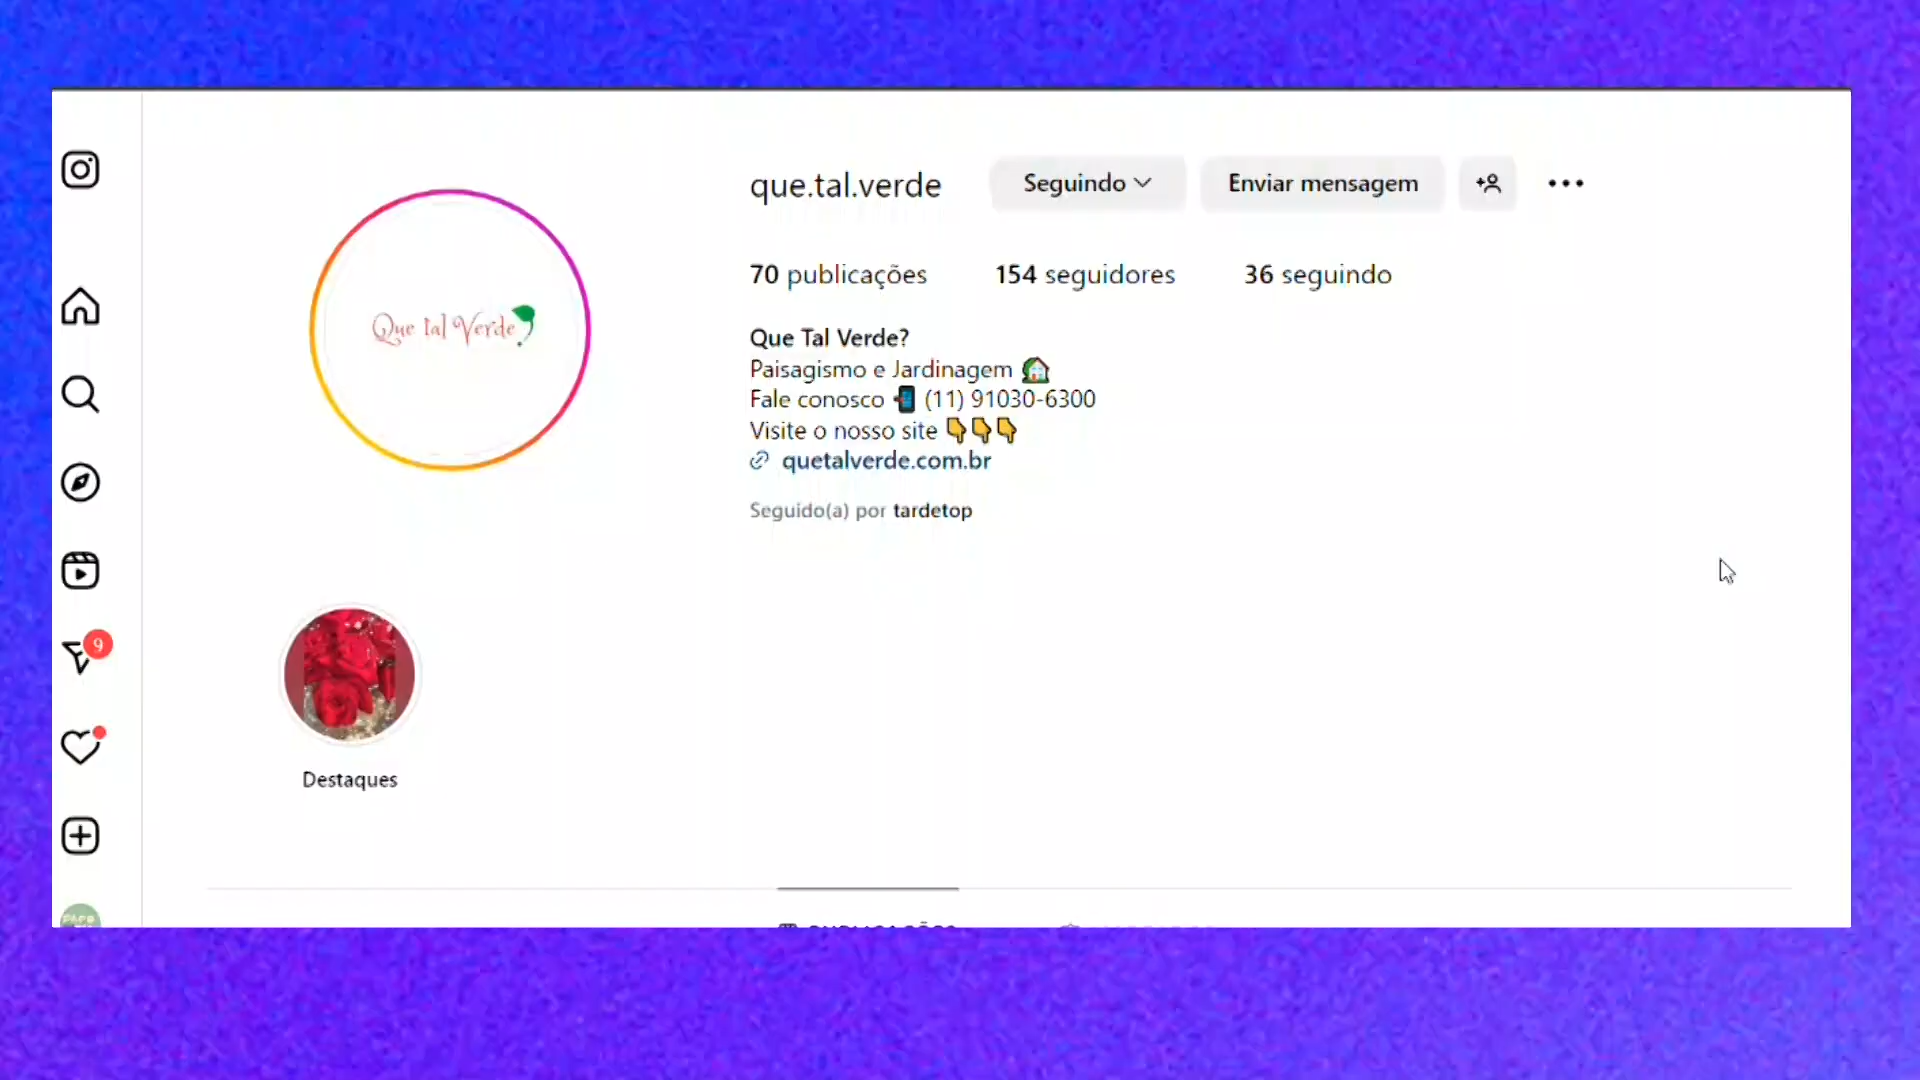 que.tal.verde
Seguindo
Enviar mensagem
70 publicações
154 seguidores
36 seguindo
Que Tal Verde?
Que Tal Verde?
Paisagismo e Jardinagem 🏡
Fale conosco 📲 (11) 91030-6300
Visite o nosso site 👇👇👇
quetalverde.com.br
Seguido(a) por tardetop
9
Destaques